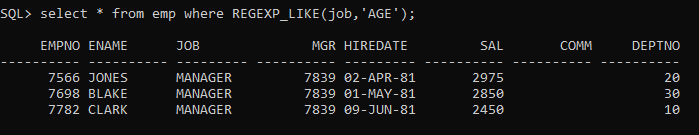 SQL> select * from emp where REGEXP_LIKE(job,'AGE');
EMPNO ENAME JOB MGR HIREDATE SAL COMM DEPTNO
---------- ---------- --------- ---------- --------- ---------- ---------- ----------
7566 JONES MANAGER 7839 02-APR-81 2975 20
7698 BLAKE MANAGER 7839 01-MAY-81 2850 30
7782 CLARK MANAGER 7839 09-JUN-81 2450 10